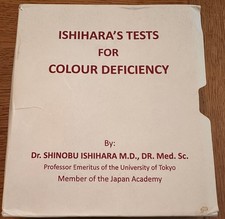 ISHIHARA'S TESTS
FOR
COLOUR DEFICIENCY
By:
Dr. SHINOBU ISHIHARA M.D., DR. Med. Sc.
Professor Emeritus of the University of Tokyo
Member of the Japan Academy